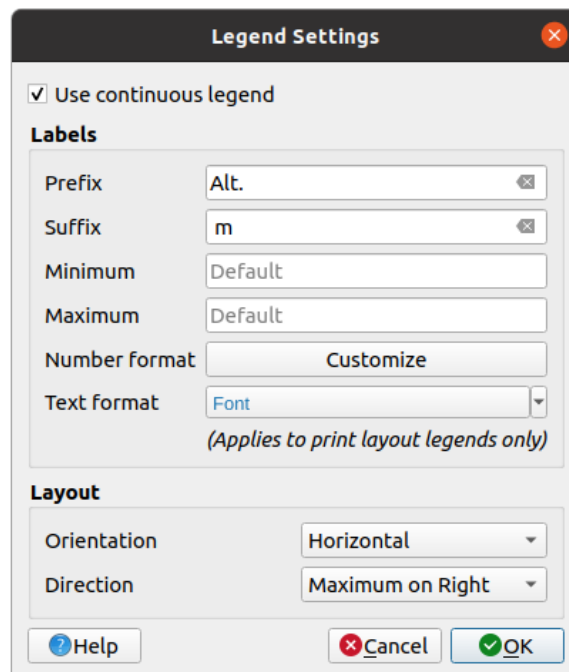 Legend Settings
Use continuous legend
Labels
Prefix Alt.
Suffix m
Minimum Default
Maximum Default
Number format Customize
Text format Font
(Applies to print layout legends only)
Layout
Orientation Horizontal
Direction Maximum on Right
Help Cancel OK